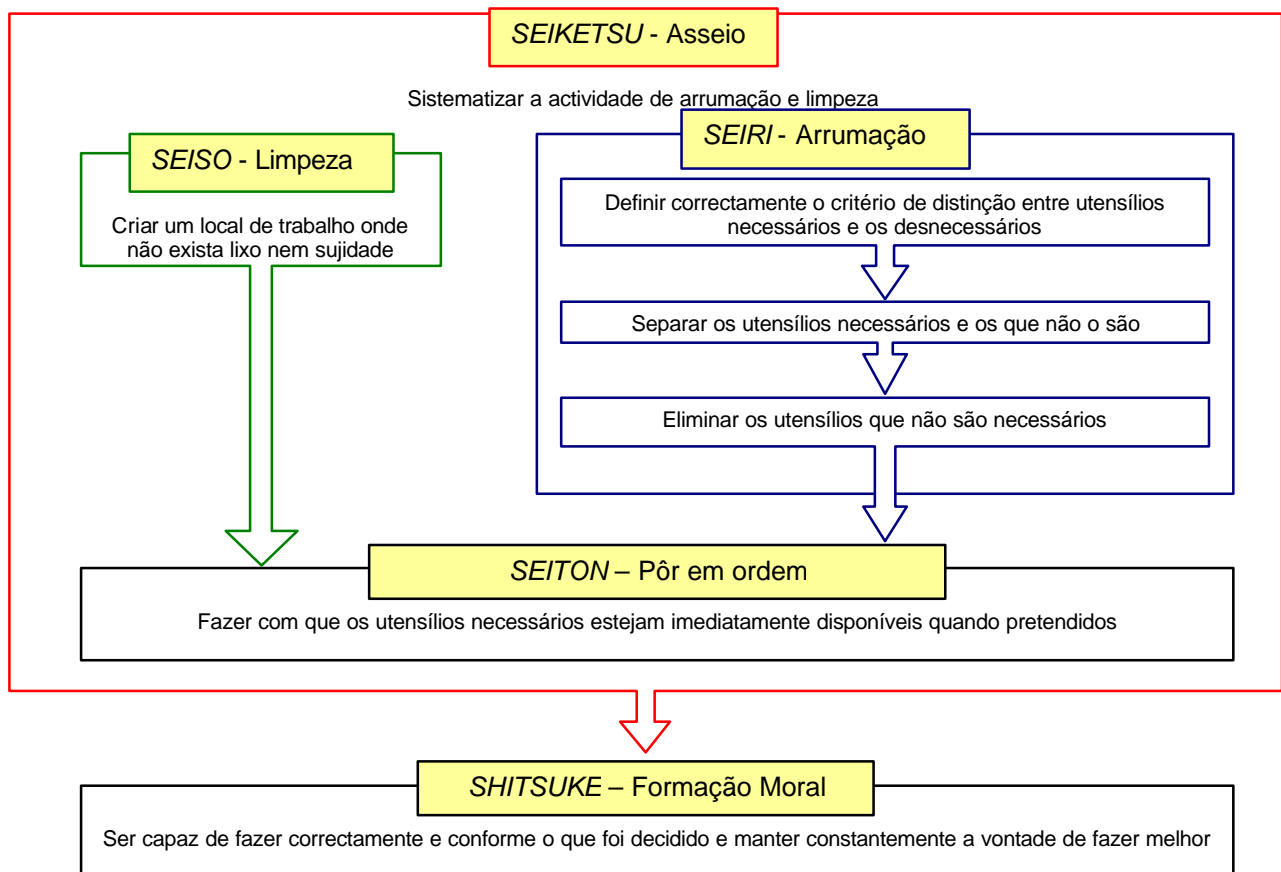 SEIKETSU - Asseio
Sistematizar a actividade de arrumação e limpeza
SEISO - Limpeza
Criar um local de trabalho onde
não exista lixo nem sujidade
SEIRI - Arrumação
Definir correctamente o critério de distinção entre utensílios
necessários e os desnecessários
Separar os utensílios necessários e os que não o são
Eliminar os utensílios que não são necessários
SEITON – Pôr em ordem
Fazer com que os utensílios necessários estejam imediatamente disponíveis quando pretendidos
SHITSUKE – Formação Moral
Ser capaz de fazer correctamente e conforme o que foi decidido e manter constantemente a vontade de fazer melhor